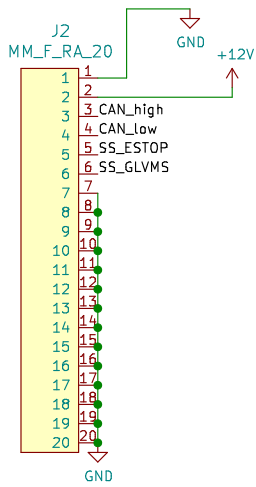 J2
MM_F_RA_20
GND
+12V
1 1
2 2
3 3 CAN_high
4 4 CAN_low
5 5 SS_ESTOP
6 6 SS_GLVMS
7 7
8 8
9 9
10 10
11 11
12 12
13 13
14 14
15 15
16 16
17 17
18 18
19 19
20 20
GND